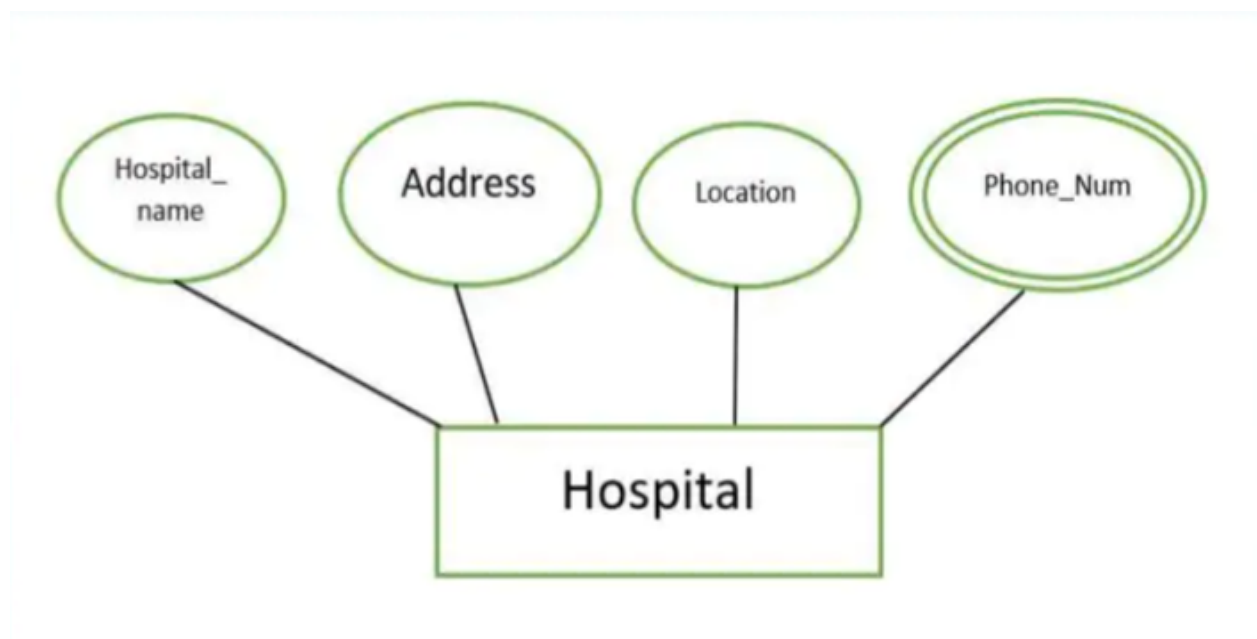 Hospital_
name
Address
Location
Phone_Num
Hospital